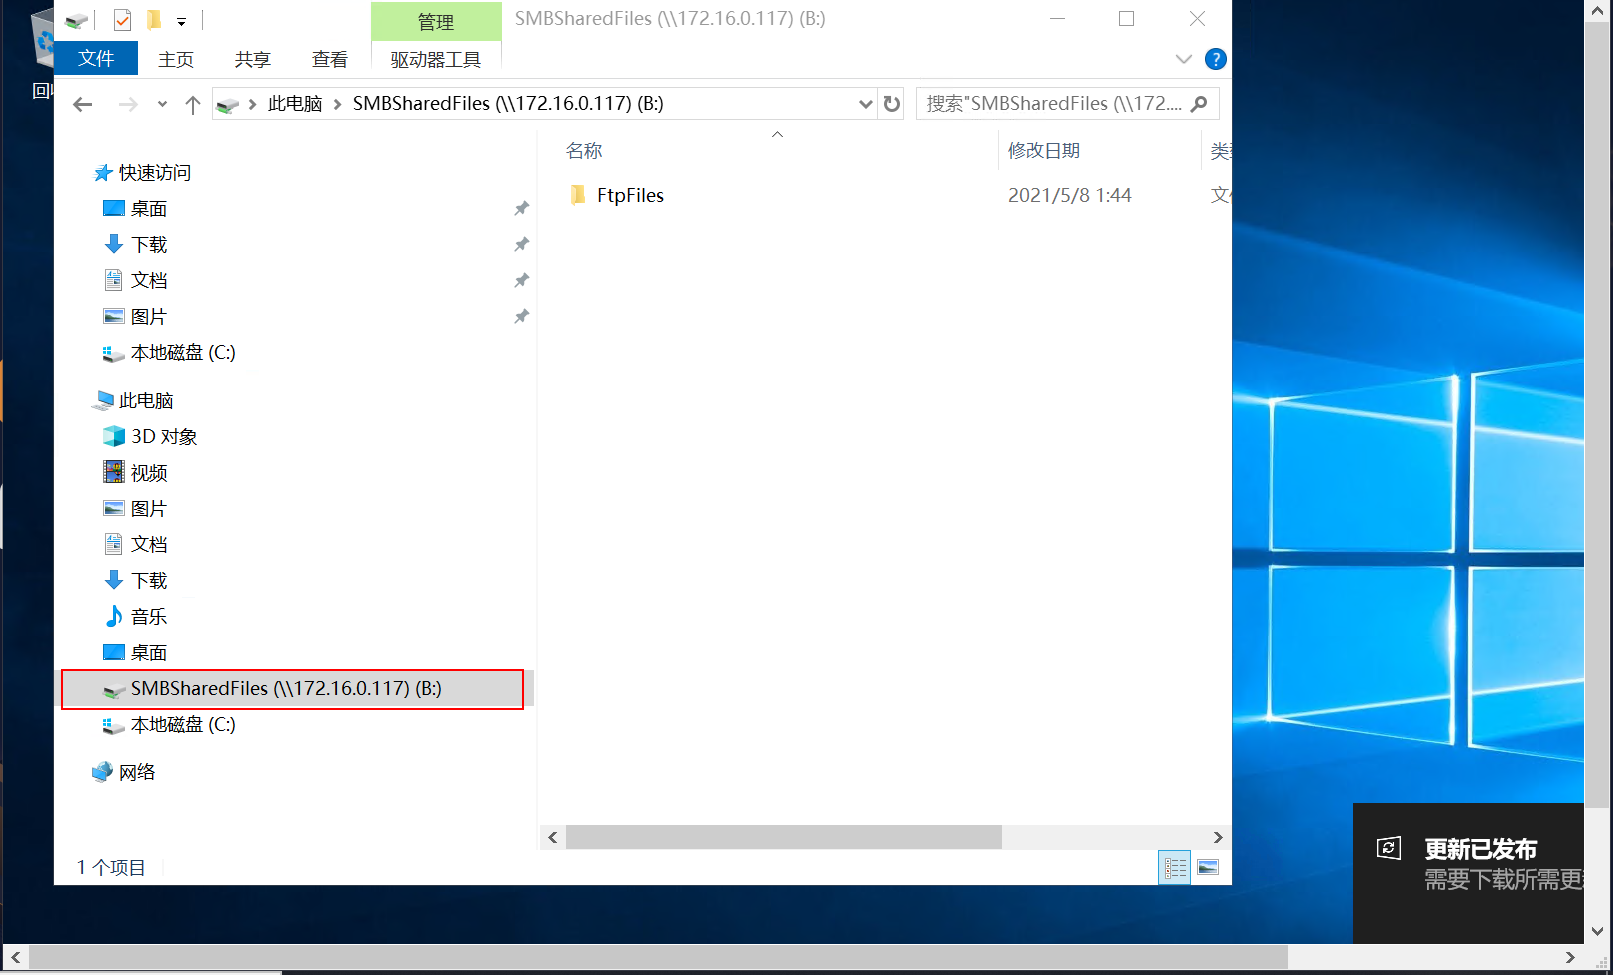 管理
SMBSharedFiles (\\172.16.0.117) (B:)
文件
主页
共享
查看
驱动器工具
此电脑
SMBSharedFiles (\\172.16.0.117) (B:)
搜索"SMBSharedFiles (\\172....
名称
修改日期
FtpFiles
2021/5/8 1:44
快速访问
桌面
下载
文档
图片
本地磁盘 (C:)
此电脑
3D 对象
视频
图片
文档
下载
音乐
桌面
SMBSharedFiles (\\172.16.0.117) (B:)
本地磁盘 (C:)
网络
1 个项目
更新已发布
需要下载所需更